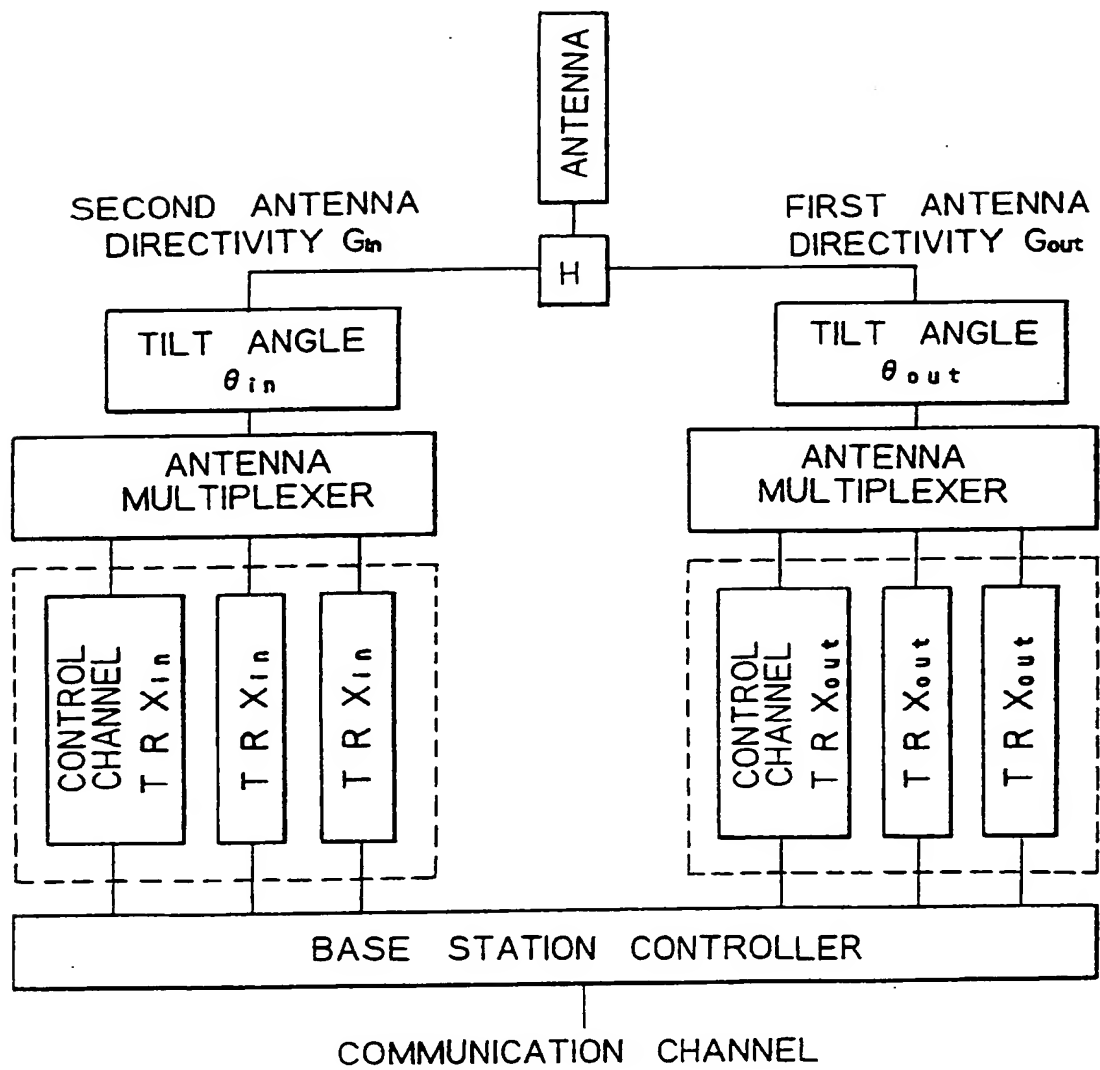 ANTENNA
SECOND ANTENNA
DIRECTIVITY Gin
FIRST ANTENNA
DIRECTIVITY Gout
H
TILT ANGLE
θin
TILT ANGLE
θout
ANTENNA
MULTIPLEXER
ANTENNA
MULTIPLEXER
CONTROL
CHANNEL
TRXin
TRXin
TRXin
CONTROL
CHANNEL
TRXout
TRXout
TRXout
BASE STATION CONTROLLER
COMMUNICATION CHANNEL